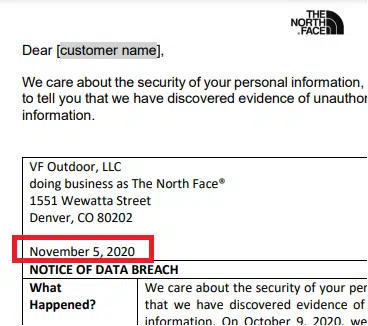 THE
NORTH
FACE
Dear [customer name],
We care about the security of your personal information,
to tell you that we have discovered evidence of unauthor
information.
VF Outdoor, LLC
doing business as The North Face®
1551 Wewatta Street
Denver, CO 80202
November 5, 2020
NOTICE OF DATA BREACH
What We care about the security of your per
Happened? that we have discovered evidence of
information. On October 9, 2020, we